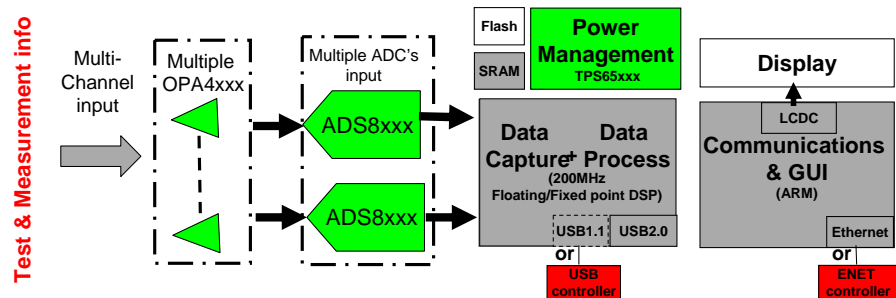 Test & Measurement info
Multi-
Channel
input
Multiple
OPA4xxx
Multiple ADC's
input
ADS8xxx
ADS8xxx
Flash
SRAM
Power
Management
TPS65xxx
Data Data
Capture+ Process
(200MHz
Floating/Fixed point DSP)
USB1.1 USB2.0
or
USB
controller
Display
LCDC
Communications
& GUI
(ARM)
Ethernet
or
ENET
controller